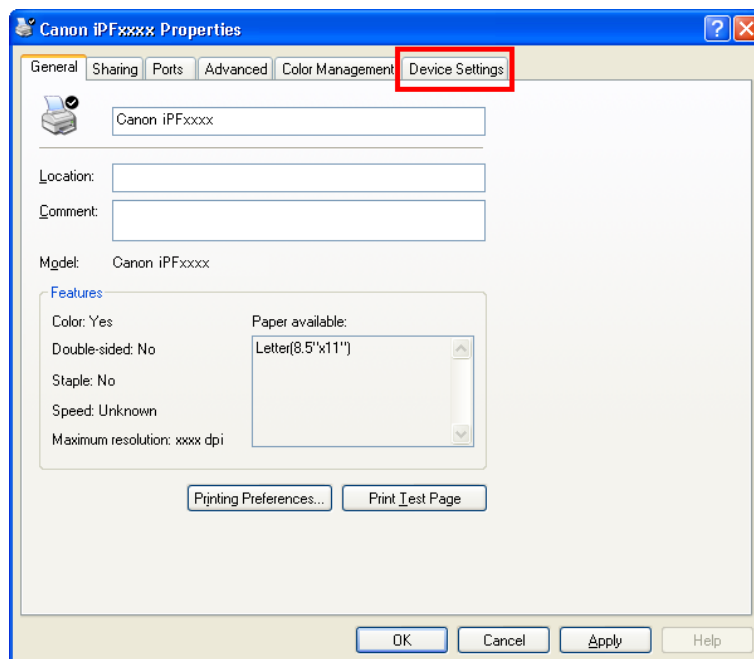 Canon iPFxxxx Properties
General Sharing Ports Advanced Color Management Device Settings
Canon iPFxxxx
Location:
Comment:
Model: Canon iPFxxxx
Features
Color: Yes Paper available:
Double-sided: No Letter(8.5"x11")
Staple: No
Speed: Unknown
Maximum resolution: xxxx dpi
Printing Preferences... Print Test Page
OK Cancel Apply Help